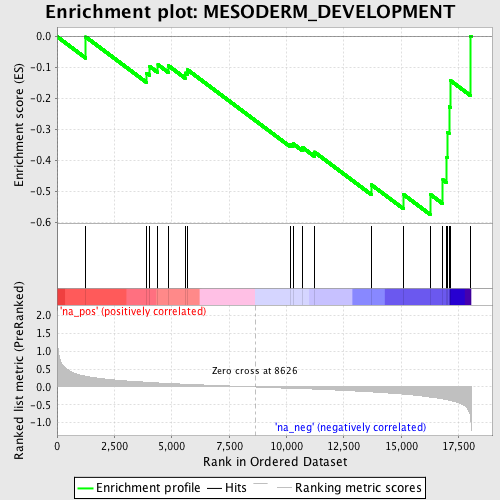 Enrichment plot: MESODERM_DEVELOPMENT
Enrichment score (ES)
0.0
-0.1
-0.2
-0.3
-0.4
-0.5
-0.6
'na_pos' (positively correlated)
Ranked list metric (PreRanked)
2.0
1.5
1.0
0.5
0.0
-0.5
-1.0
Zero cross at 8626
'na_neg' (negatively correlated)
0
2,500
5,000
7,500
10,000
12,500
15,000
17,500
Rank in Ordered Dataset
Enrichment profile
Hits
Ranking metric scores